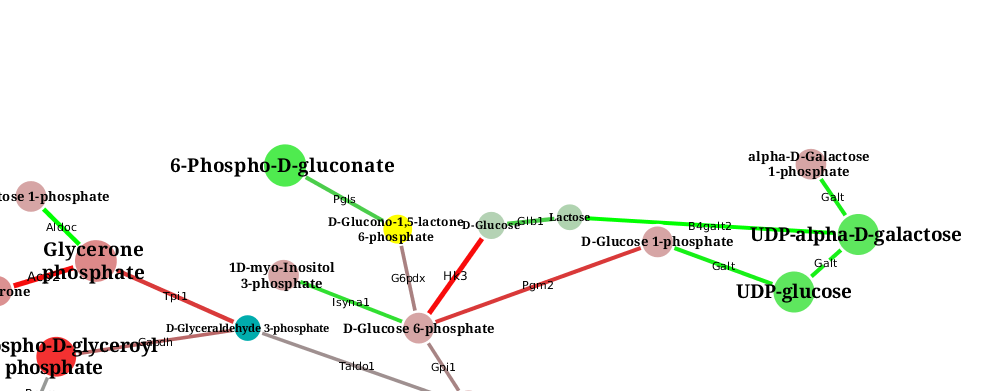 alpha-D-Galactose
1-phosphate
6-Phospho-D-gluconate
Pgls
Galt
tose 1-phosphate
Aldoc
D-Glucono-1,5-lactone
6-phosphate
D-Glucose
Glb1
Lactose
B4galt2
UDP-alpha-D-galactose
D-Glucose 1-phosphate
Glycerone
phosphate
rone
1D-myo-Inositol
3-phosphate
G6pdx
HK3
Galt
Galt
Pgm2
UDP-glucose
Tpi1
Isyna1
D-Glyceraldehyde 3-phosphate
D-Glucose 6-phosphate
Gapdh
spho-D-glyceroyl
phosphate
Taldo1
Gpi1